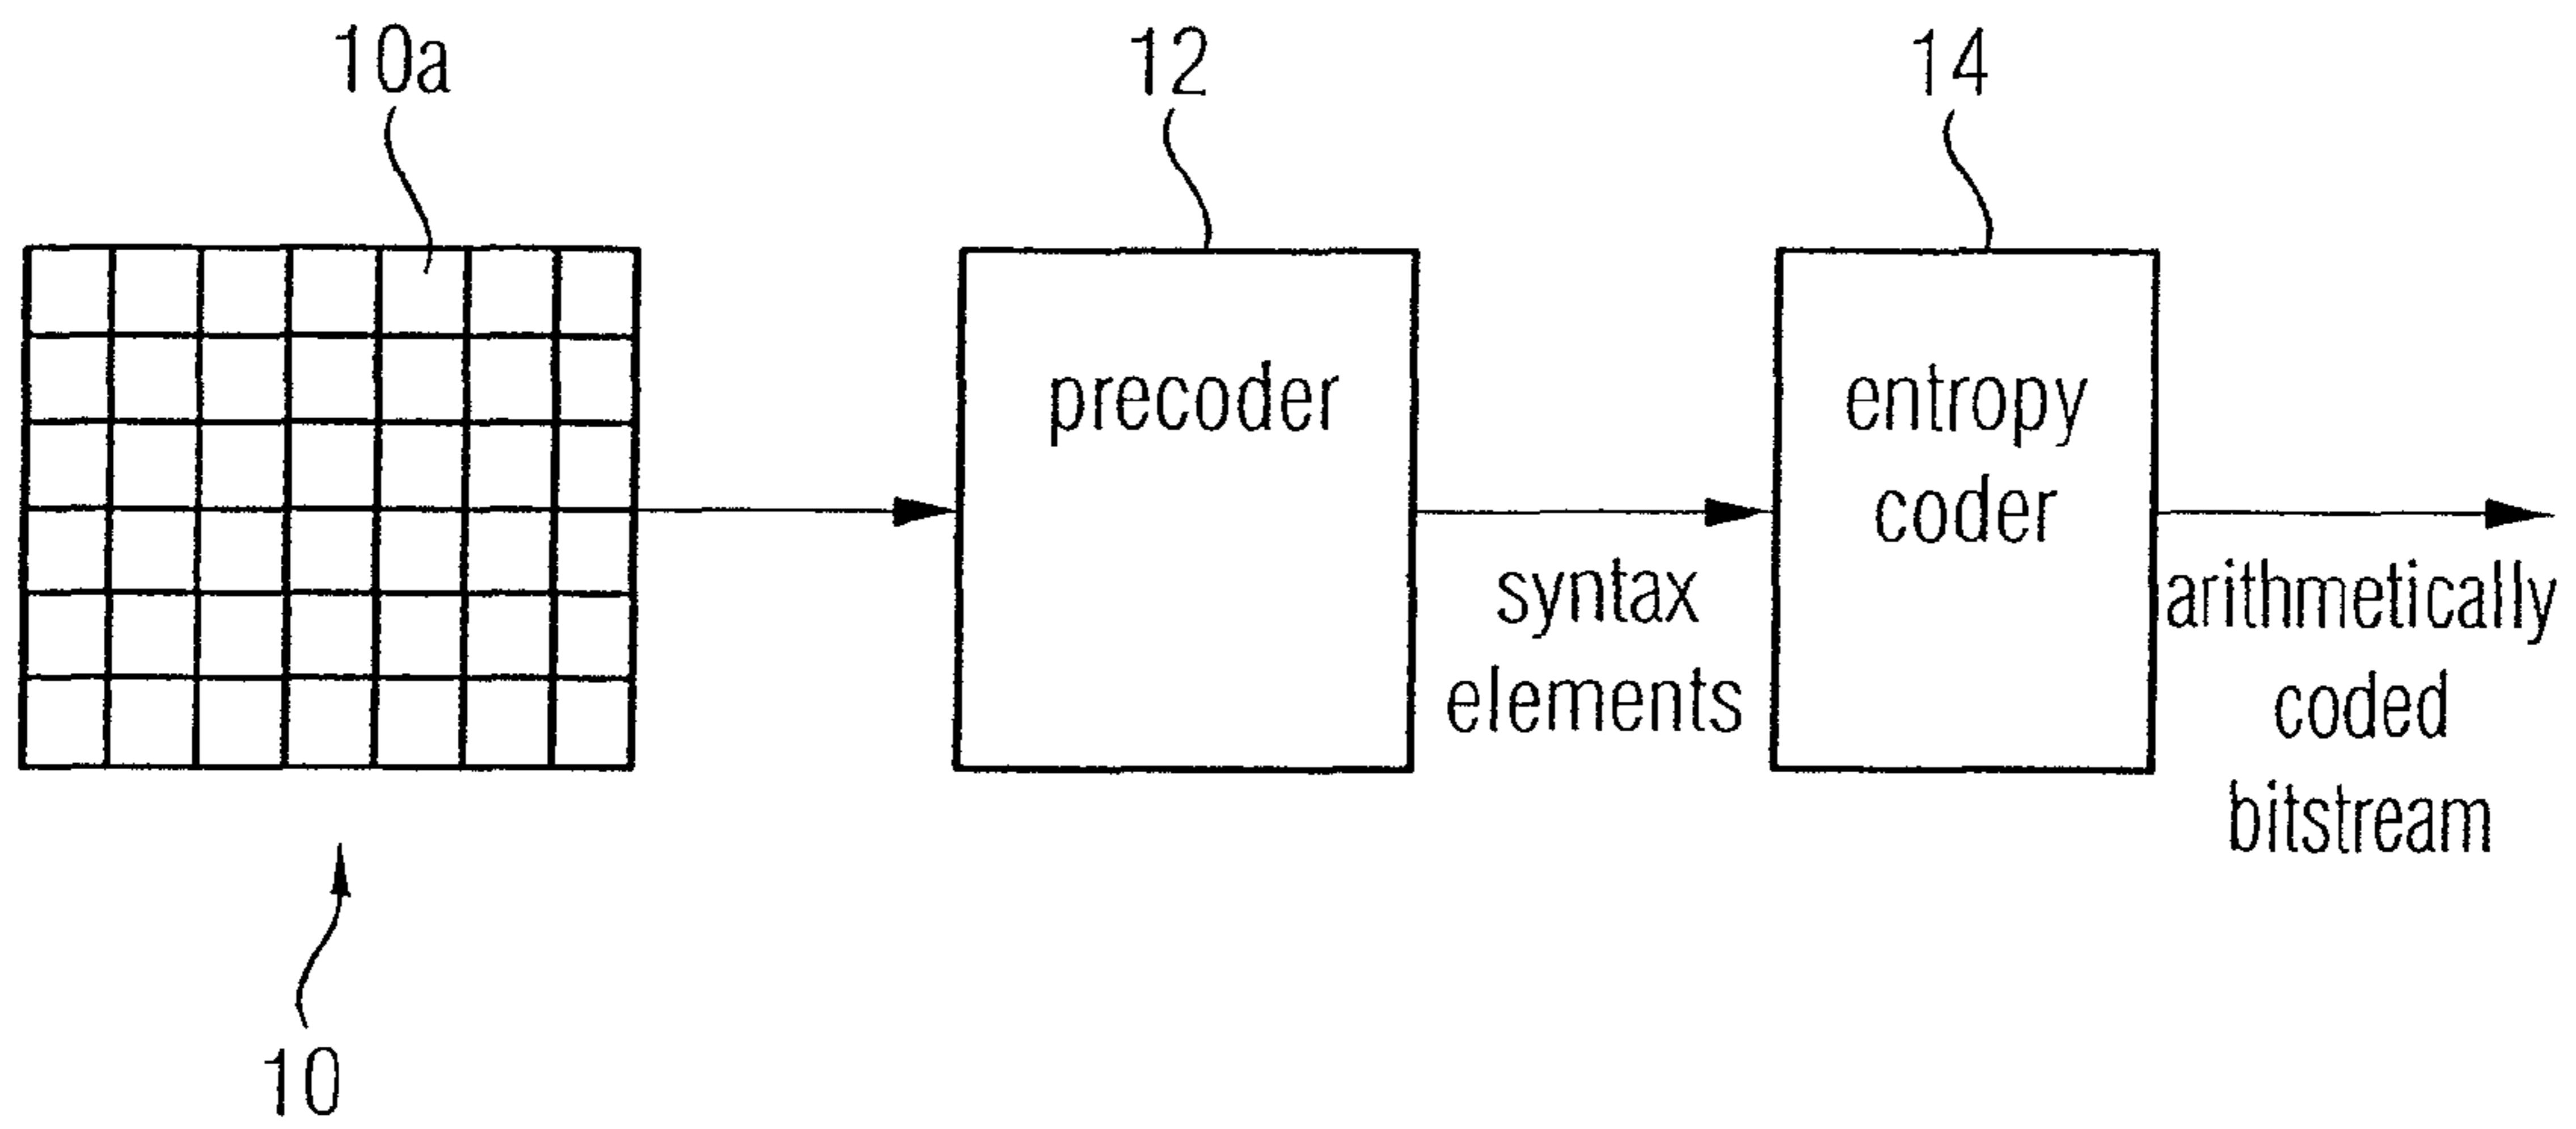 10a
12
14
precoder
entropy
coder
syntax
elements
arithmetically
coded
bitstream
10